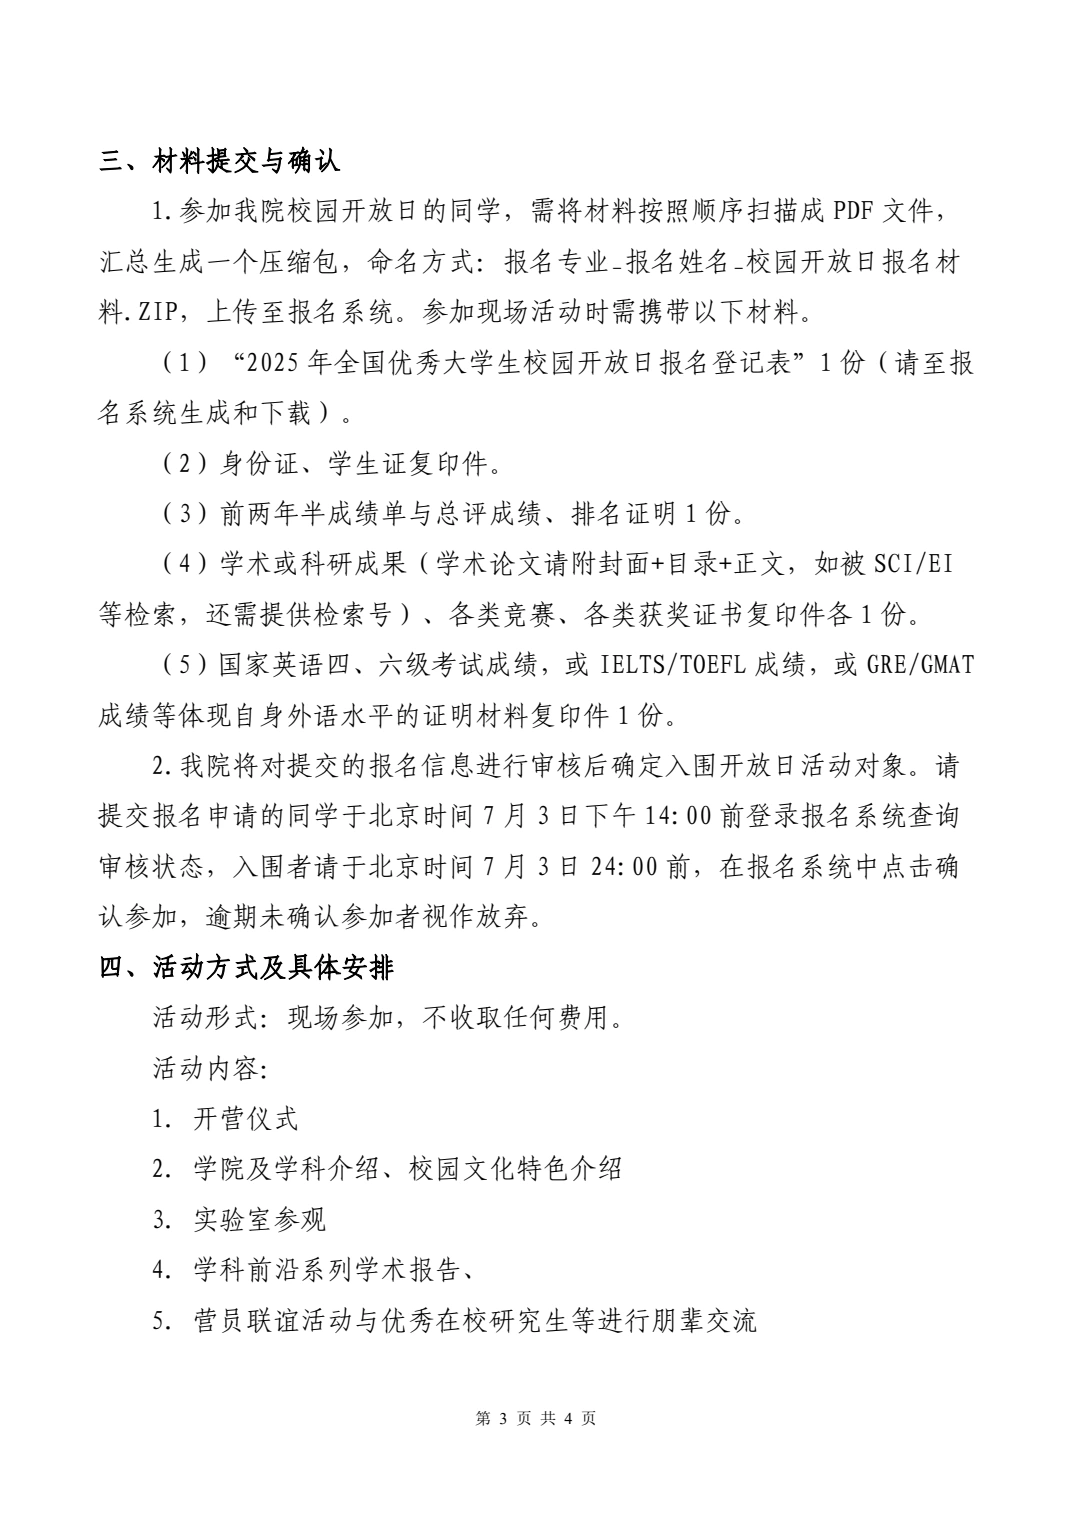 三、材料提交与确认
1.参加我院校园开放日的同学，需将材料按照顺序扫描成 PDF 文件，
汇总生成一个压缩包，命名方式：报名专业_报名姓名_校园开放日报名材
料.ZIP，上传至报名系统。参加现场活动时需携带以下材料。
（1）“2025 年全国优秀大学生校园开放日报名登记表”1 份（请至报
名系统生成和下载）。
（2）身份证、学生证复印件。
（3）前两年半成绩单与总评成绩、排名证明 1 份。
（4）学术或科研成果（学术论文请附封面+目录+正文，如被 SCI/EI
等检索，还需提供检索号）、各类竞赛、各类获奖证书复印件各 1 份。
（5）国家英语四、六级考试成绩，或 IELTS/TOEFL 成绩，或 GRE/GMAT
成绩等体现自身外语水平的证明材料复印件 1 份。
2.我院将对提交的报名信息进行审核后确定入围开放日活动对象。请
提交报名申请的同学于北京时间 7 月 3 日下午 14:00 前登录报名系统查询
审核状态，入围者请于北京时间 7 月 3 日 24:00 前，在报名系统中点击确
认参加，逾期未确认参加者视作放弃。
四、活动方式及具体安排
活动形式：现场参加，不收取任何费用。
活动内容：
1. 开营仪式
2. 学院及学科介绍、校园文化特色介绍
3. 实验室参观
4. 学科前沿系列学术报告、
5. 营员联谊活动与优秀在校研究生等进行朋辈交流
第 3 页 共 4 页